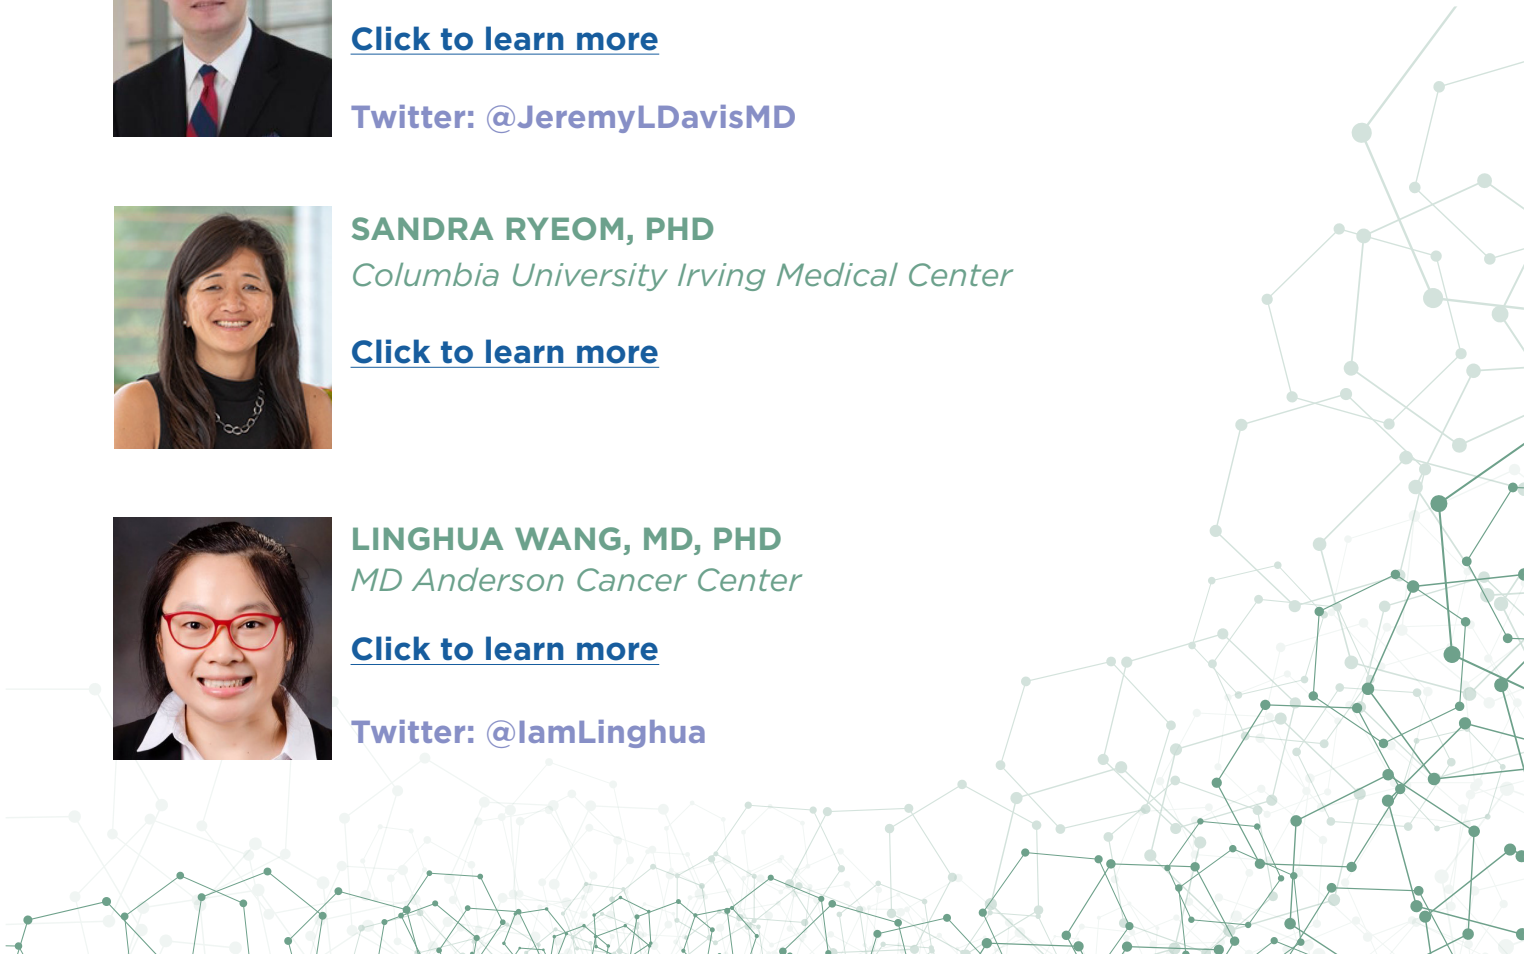 Click to learn more
Twitter: @JeremyLDavisMD
SANDRA RYEOM, PHD
Columbia University Irving Medical Center
Click to learn more
LINGHUA WANG, MD, PHD
MD Anderson Cancer Center
Click to learn more
Twitter: @IamLinghua